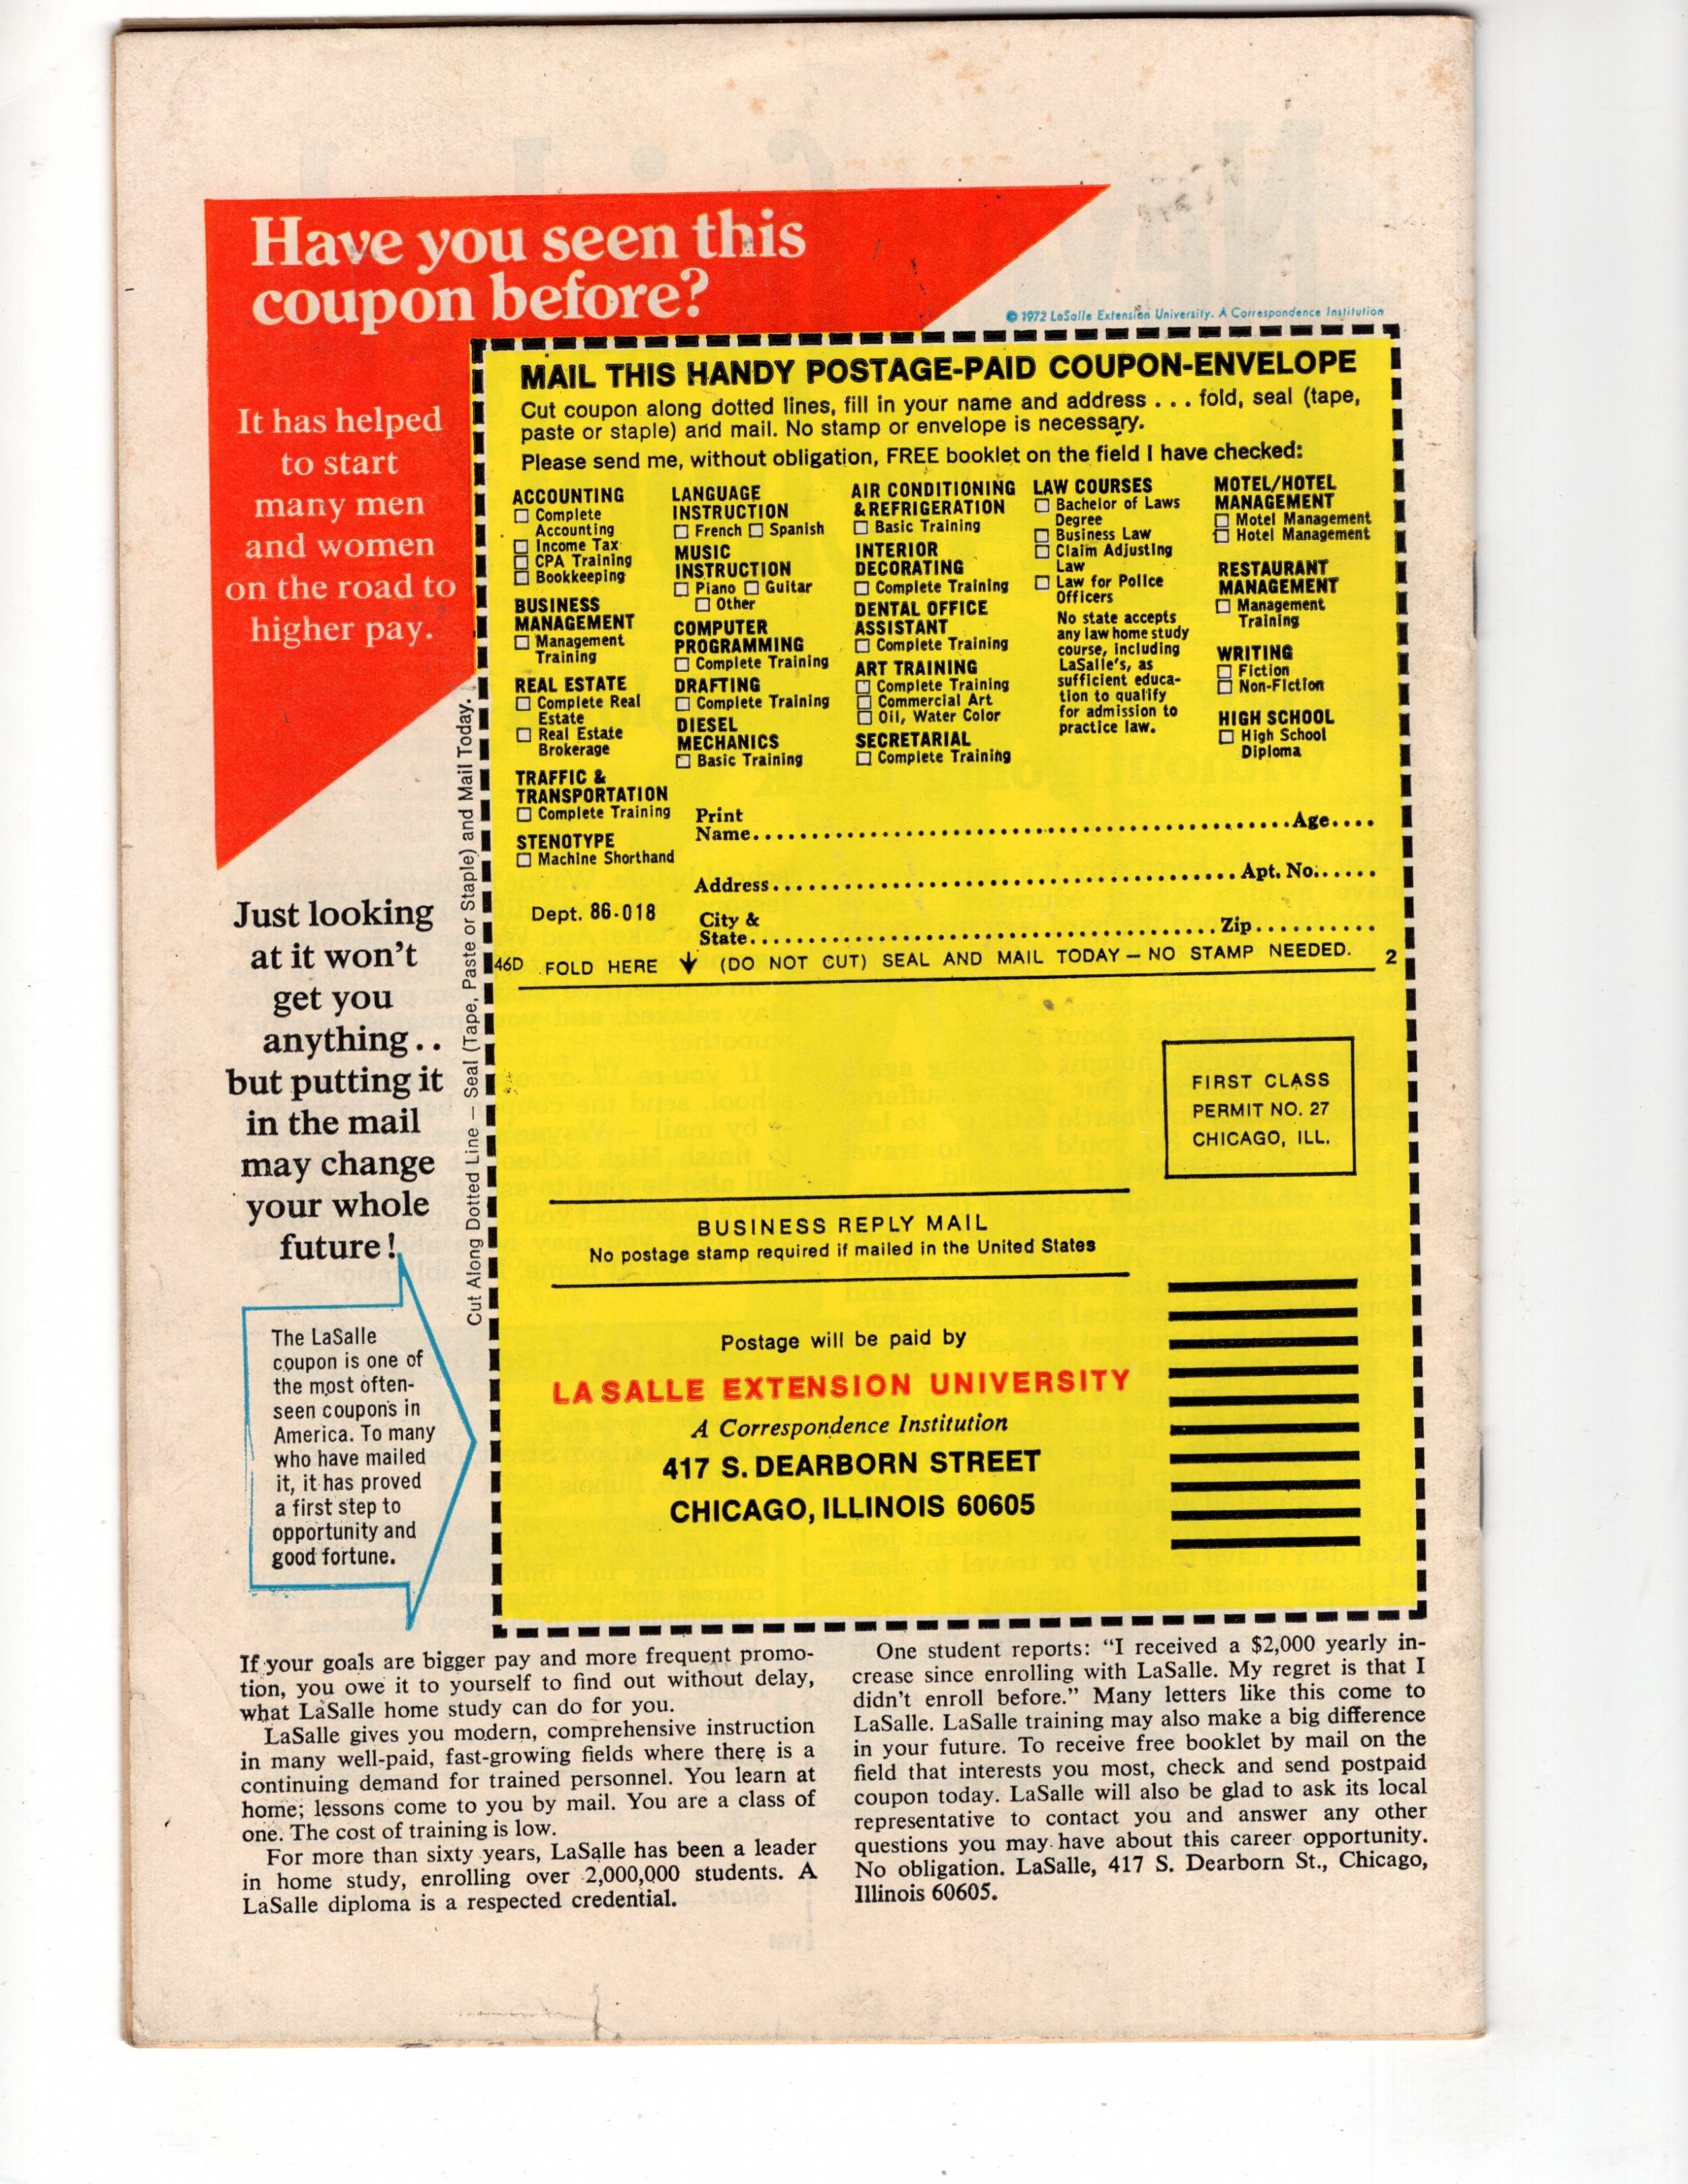 Have you seen this
coupon before?
It has helped
to start
many men
and women
on the road to
higher pay.
© 1972 LaSalle Extension University. A Correspondence Institution
MAIL THIS HANDY POSTAGE-PAID COUPON-ENVELOPE
Cut coupon along dotted lines, fill in your name and address . . . fold, seal (tape,
paste or staple) and mail. No stamp or envelope is necessary.
Please send me, without obligation, FREE booklet on the field I have checked:
ACCOUNTING
Complete
Accounting
Income Tax
CPA Training
Bookkeeping
BUSINESS
MANAGEMENT
Management
Training
REAL ESTATE
Complete Real
Estate
Real Estate
Brokerage
TRAFFIC &
TRANSPORTATION
Complete Training
STENOTYPE
Machine Shorthand
LANGUAGE
INSTRUCTION
French Spanish
MUSIC
INSTRUCTION
Piano Guitar
Other
COMPUTER
PROGRAMMING
Complete Training
DRAFTING
Complete Training
DIESEL
MECHANICS
Basic Training
AIR CONDITIONING
& REFRIGERATION
Basic Training
INTERIOR
DECORATING
Complete Training
DENTAL OFFICE
ASSISTANT
Complete Training
ART TRAINING
Complete Training
Commercial Art
Oil, Water Color
SECRETARIAL
Complete Training
LAW COURSES
Bachelor of Laws
Degree
Business Law
Claim Adjusting
Law
Law for Police
Officers
No state accepts
any law home study
course, including
LaSalle's, as
sufficient educa-
tion to qualify
for admission to
practice law.
MOTEL/HOTEL
MANAGEMENT
Motel Management
Hotel Management
RESTAURANT
MANAGEMENT
Management
Training
WRITING
Fiction
Non-Fiction
HIGH SCHOOL
High School
Diploma
Print
Name Age
Address Apt. No.
Dept. 86-018
City &
State Zip
46D FOLD HERE ↓ (DO NOT CUT) SEAL AND MAIL TODAY — NO STAMP NEEDED. 2
Cut Along Dotted Line — Seal (Tape, Paste or Staple) and Mail Today.
FIRST CLASS
PERMIT NO. 27
CHICAGO, ILL.
BUSINESS REPLY MAIL
No postage stamp required if mailed in the United States
Postage will be paid by
LA SALLE EXTENSION UNIVERSITY
A Correspondence Institution
417 S. DEARBORN STREET
CHICAGO, ILLINOIS 60605
Just looking
at it won't
get you
anything . .
but putting it
in the mail
may change
your whole
future!
The LaSalle
coupon is one of
the most often-
seen coupons in
America. To many
who have mailed
it, it has proved
a first step to
opportunity and
good fortune.
If your goals are bigger pay and more frequent promo-
tion, you owe it to yourself to find out without delay,
what LaSalle home study can do for you.
LaSalle gives you modern, comprehensive instruction
in many well-paid, fast-growing fields where there is a
continuing demand for trained personnel. You learn at
home; lessons come to you by mail. You are a class of
one. The cost of training is low.
For more than sixty years, LaSalle has been a leader
in home study, enrolling over 2,000,000 students. A
LaSalle diploma is a respected credential.
One student reports: "I received a $2,000 yearly in-
crease since enrolling with LaSalle. My regret is that I
didn't enroll before." Many letters like this come to
LaSalle. LaSalle training may also make a big difference
in your future. To receive free booklet by mail on the
field that interests you most, check and send postpaid
coupon today. LaSalle will also be glad to ask its local
representative to contact you and answer any other
questions you may have about this career opportunity.
No obligation. LaSalle, 417 S. Dearborn St., Chicago,
Illinois 60605.